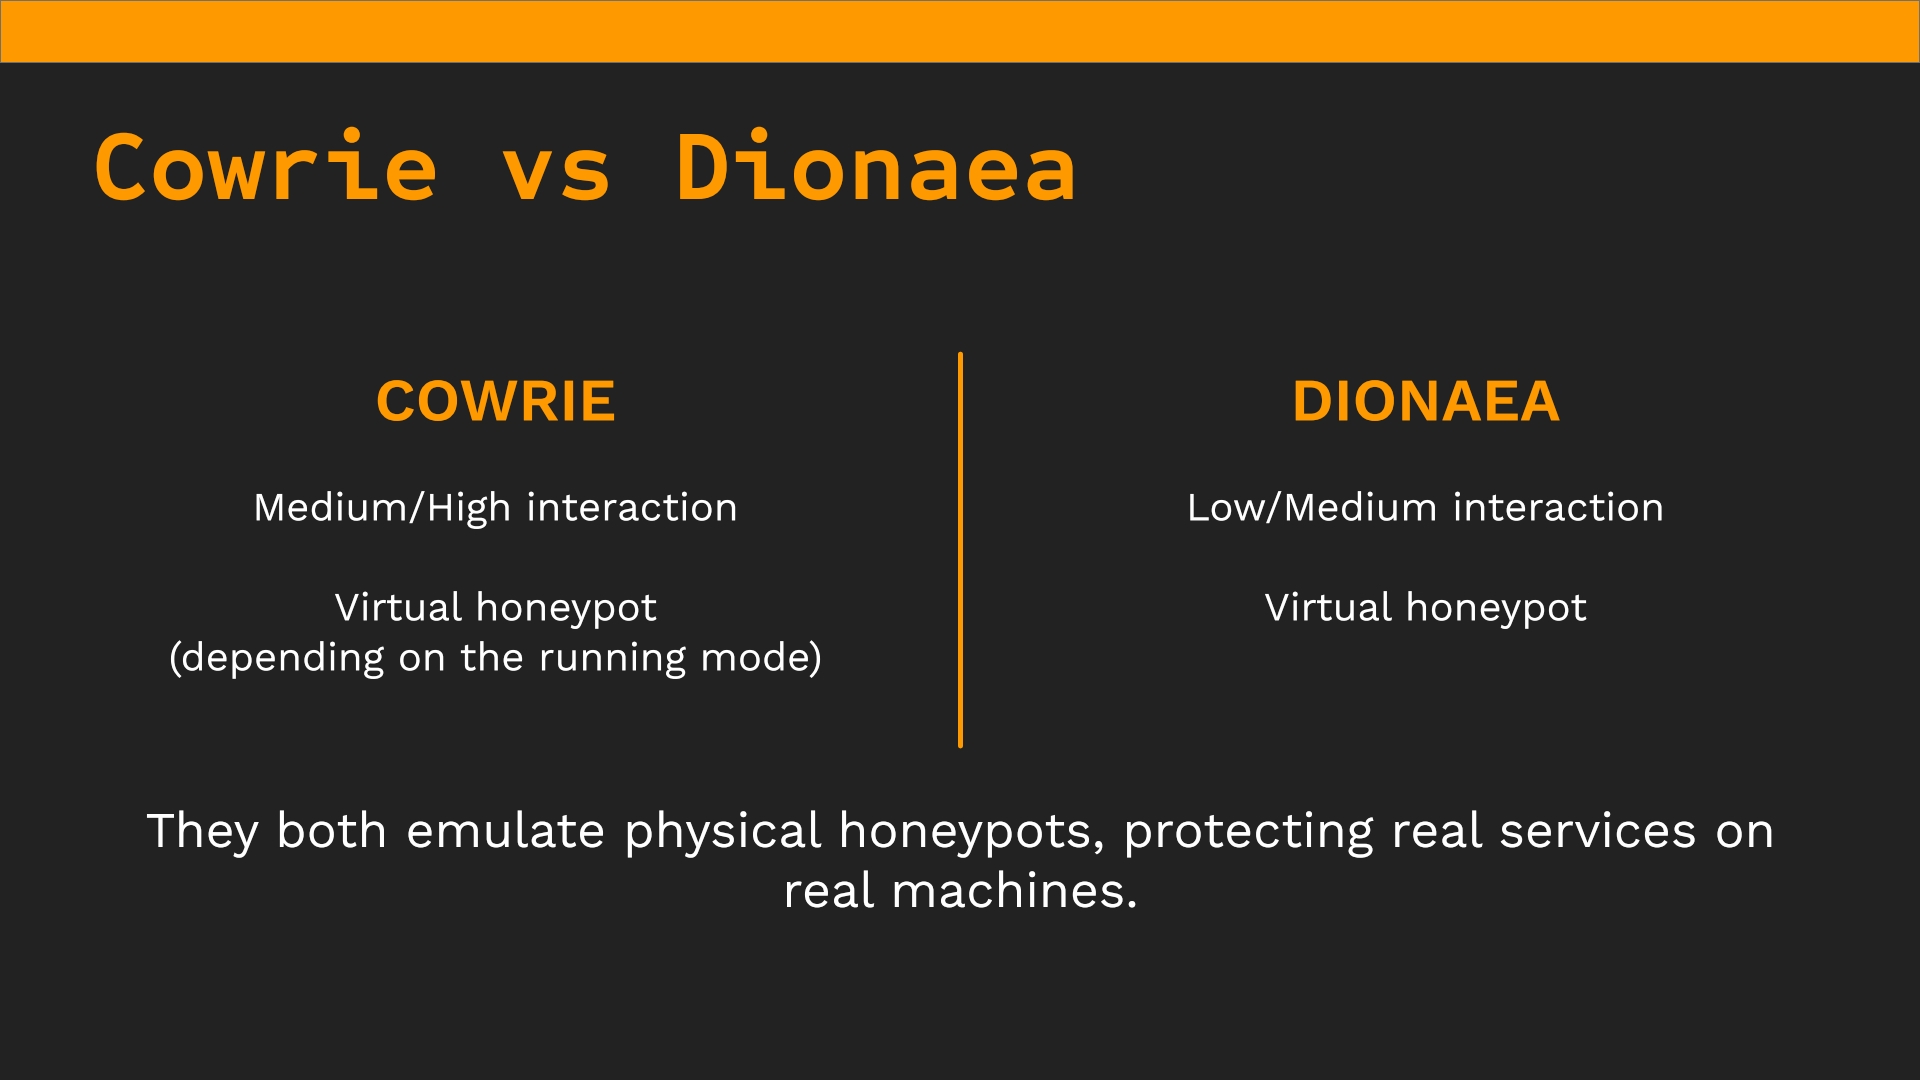 Cowrie vs Dionaea
COWRIE
Medium/High interaction
Virtual honeypot
(depending on the running mode)
DIONAEA
Low/Medium interaction
Virtual honeypot
They both emulate physical honeypots, protecting real services on
real machines.